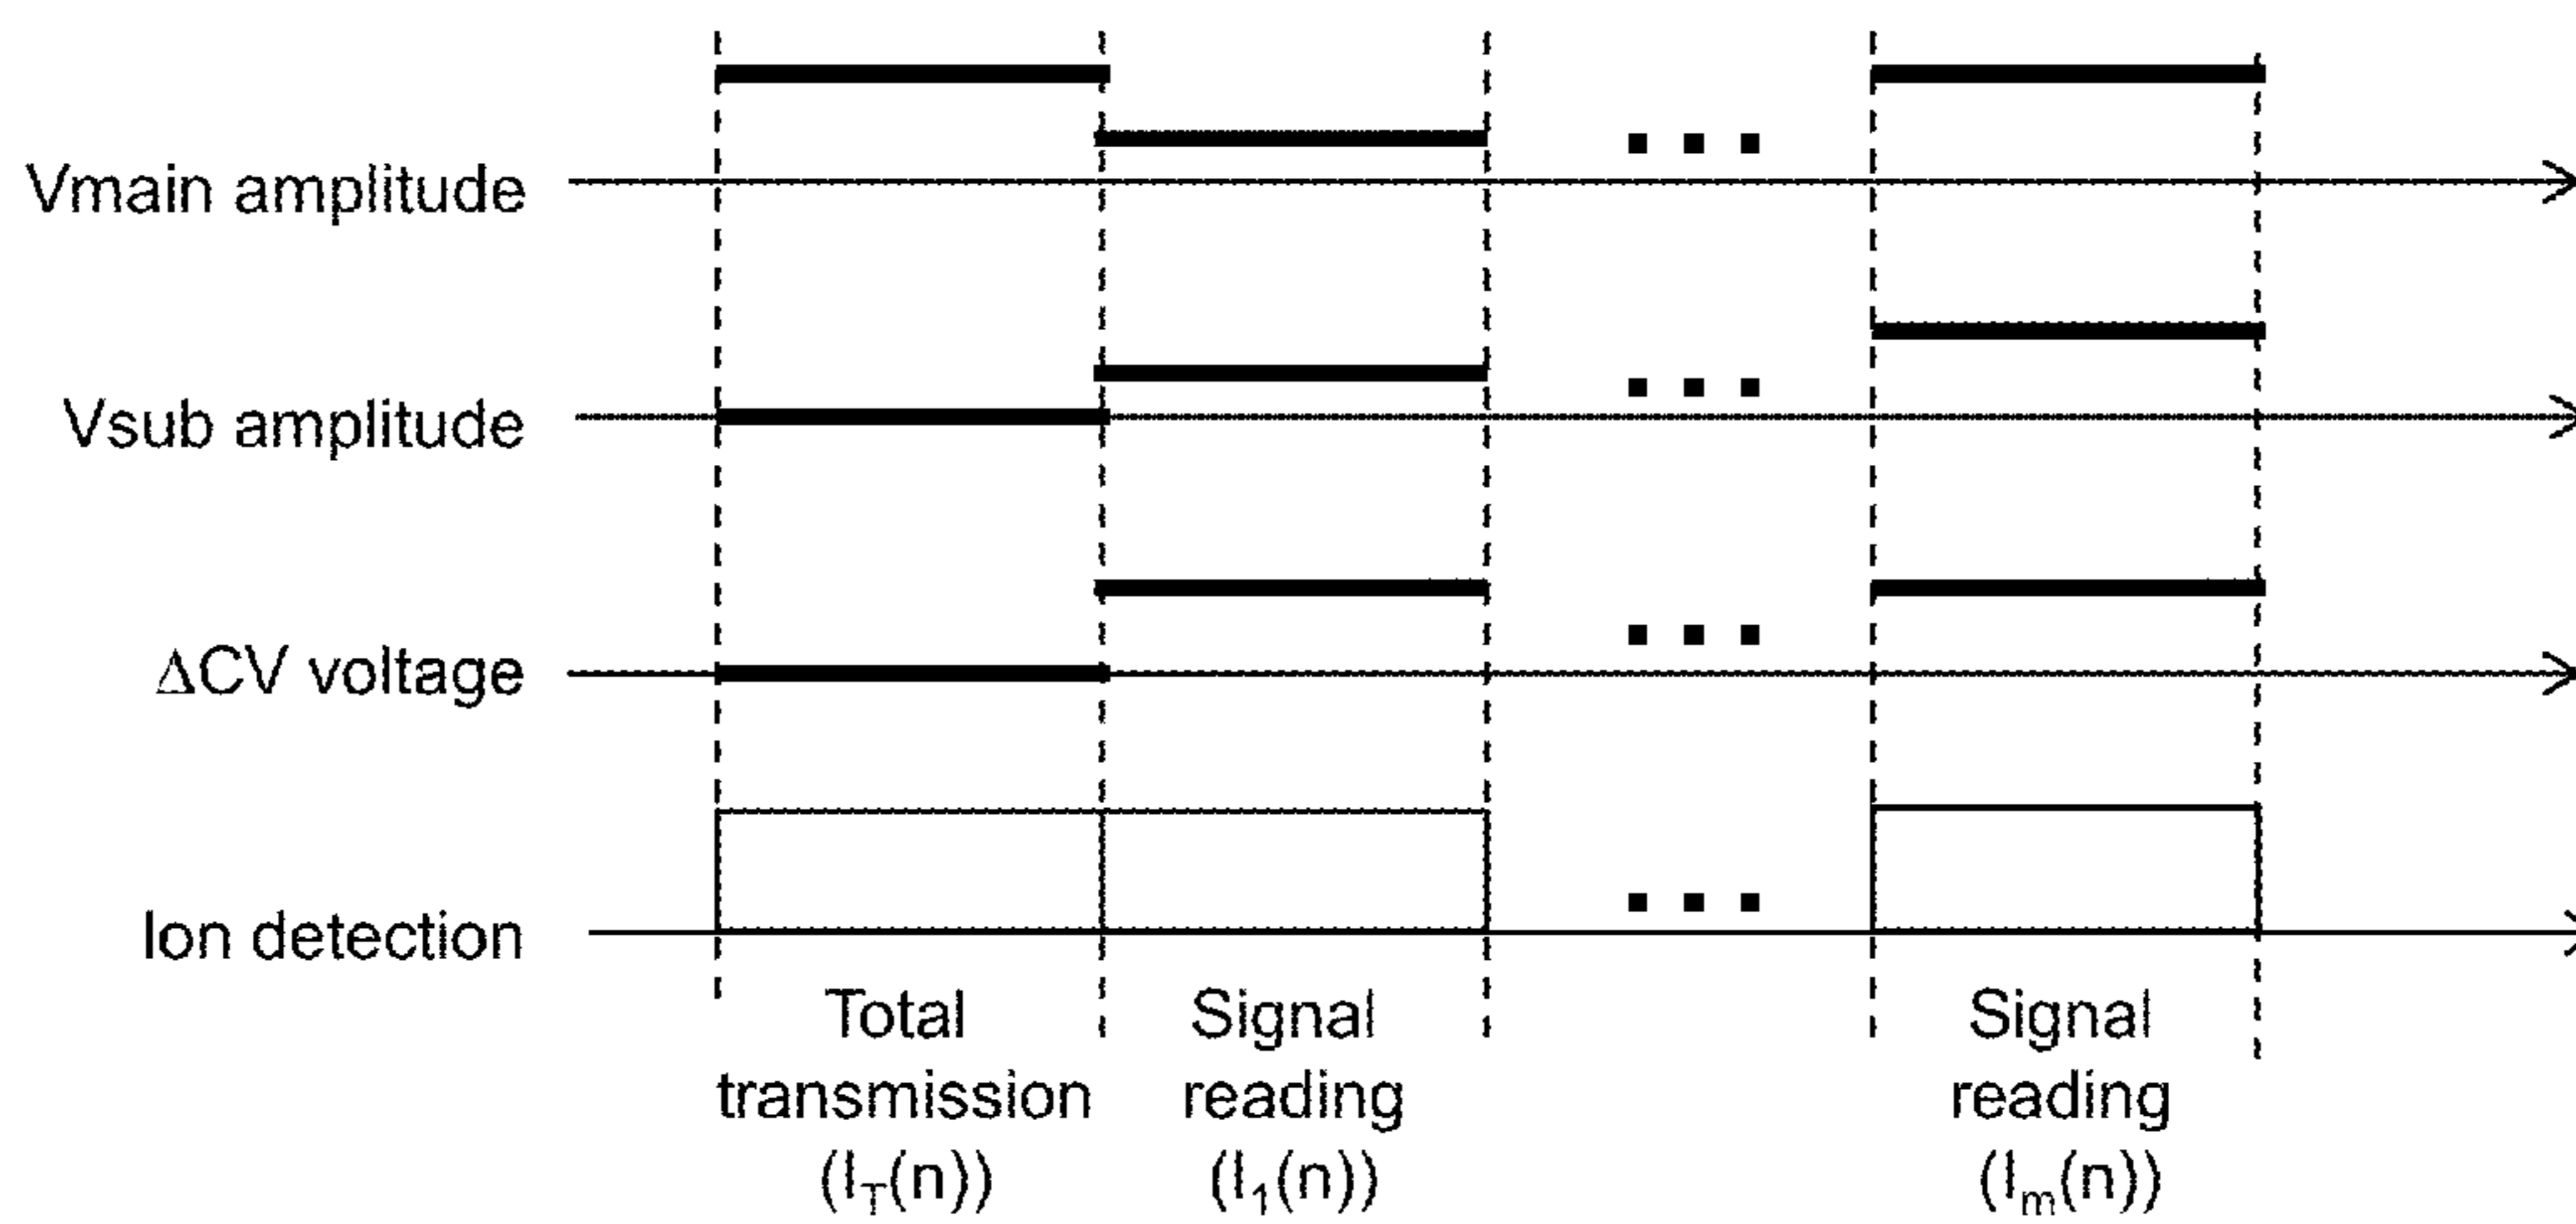 Vmain amplitude
Vsub amplitude
ΔCV voltage
Ion detection
Total
transmission
(I_T(n))
Signal
reading
(I_1(n))
Signal
reading
(I_m(n))